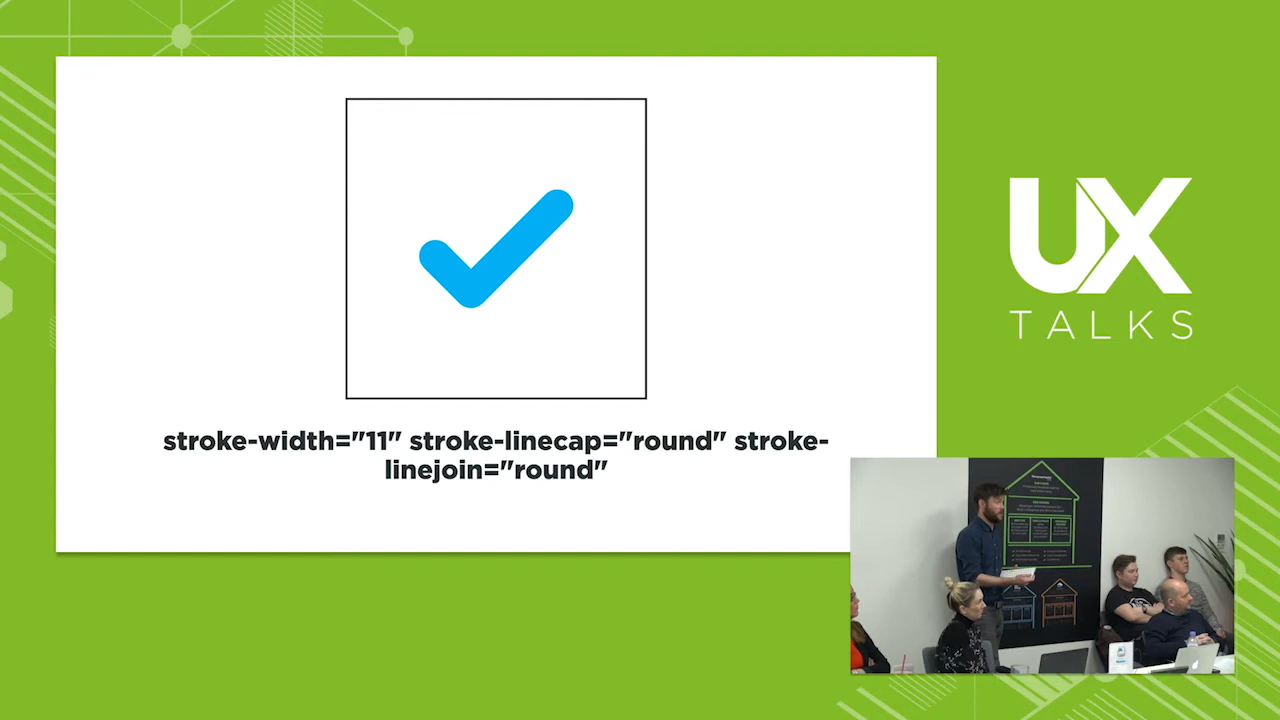 stroke-width="11" stroke-linecap="round" stroke-
linejoin="round"
UX
TALKS